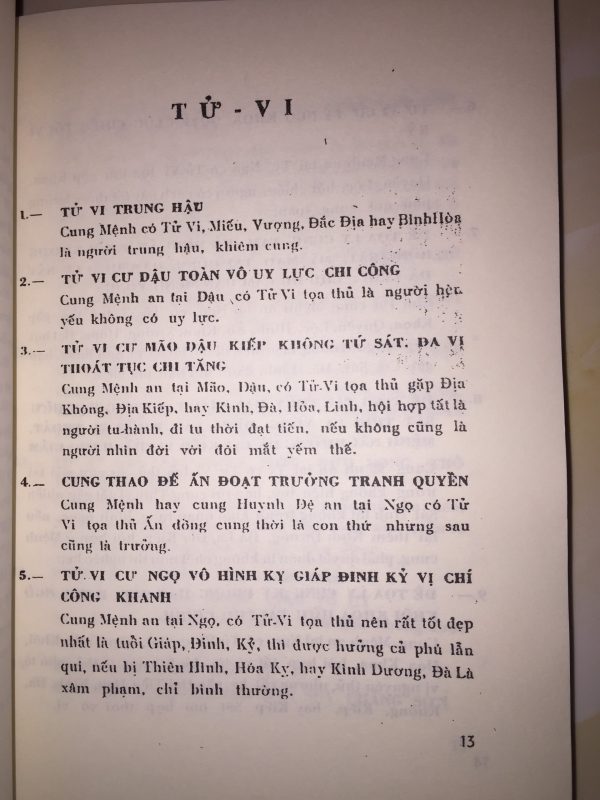 TỬ - VI
1.— TỬ VI TRUNG HẬU
Cung Mệnh có Tử Vi, Miếu, Vượng, Đắc Địa hay Bình Hòa
là người trung hậu, khiêm cung.
2.— TỬ VI CƯ DẬU TOÀN VÔ UY LỰC CHI CÔNG
Cung Mệnh an tại Dậu có Tử Vi tọa thủ là người hèn
yếu không có uy lực.
3.— TỬ VI CƯ MÃO DẬU KIẾP KHÔNG TỨ SÁT, ĐA VI
THOÁT TỤC CHI TĂNG
Cung Mệnh an tại Mão, Dậu, có Tử-Vi tọa thủ gặp Địa
Không, Địa Kiếp, hay Kình, Đà, Hỏa, Linh, hội hợp tất là
người tu-hành, đi tu thời đạt tiến, nếu không cũng là
người nhìn đời với đôi mắt yếm thế.
4.— CUNG THAO ĐẾ ẤN ĐOẠT TRƯỞNG TRANH QUYỀN
Cung Mệnh hay cung Huynh Đệ an tại Ngọ có Tử
Vi tọa thủ Ấn đồng cung thời là con thứ nhưng sau
cũng là trưởng.
5.— TỬ VI CƯ NGỌ VÔ HÌNH KỴ GIÁP ĐINH KỶ VỊ CHÍ
CÔNG KHANH
Cung Mệnh an tại Ngọ, có Tử-Vi tọa thủ nên rất tốt đẹp
nhất là tuổi Giáp, Đinh, Kỷ, thì được hưởng cả phú lẫn
quí, nếu bị Thiên Hình, Hóa Kỵ, hay Kình Dương, Đà La
xâm phạm, chỉ bình thường.
13